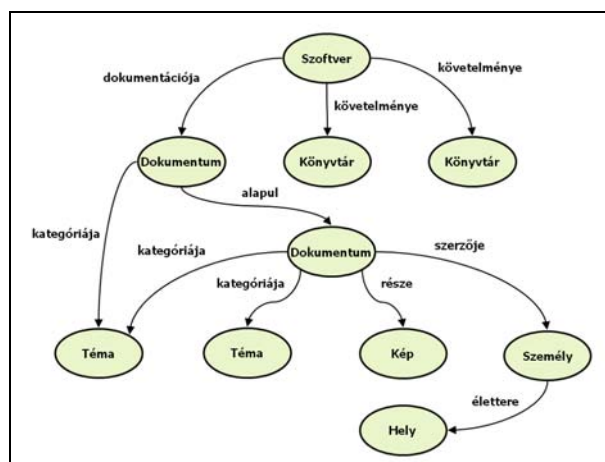 Szoftver
dokumentációja
követelménye
követelménye
Dokumentum
Könyvtár
Könyvtár
alapul
kategóriája
kategóriája
Dokumentum
szerzöje
kategóriája
része
Téma
Téma
Kép
Személy
élettere
Hely